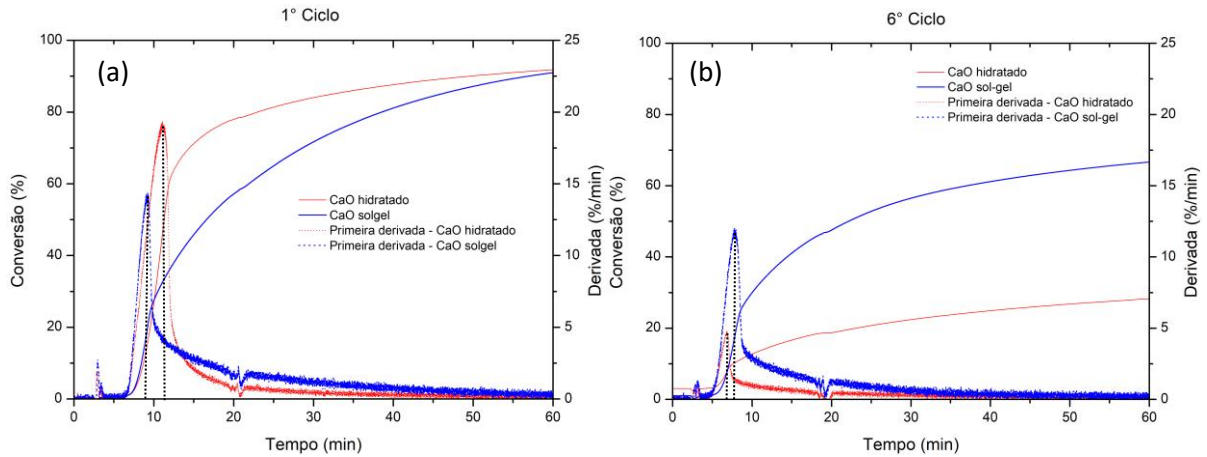 1° Ciclo
(a)
100
80
60
40
20
0
25
20
15
10
5
0
0
10
20
30
40
50
60
Conversão (%)
Derivada (%/min)
Tempo (min)
CaO hidratado
CaO solgel
Primeira derivada - CaO hidratado
Primeira derivada - CaO solgel
6° Ciclo
(b)
100
80
60
40
20
0
25
20
15
10
5
0
0
10
20
30
40
50
60
Conversão (%)
Derivada (%/min)
Tempo (min)
CaO hidratado
CaO sol-gel
Primeira derivada - CaO hidratado
Primeira derivada - CaO sol-gel